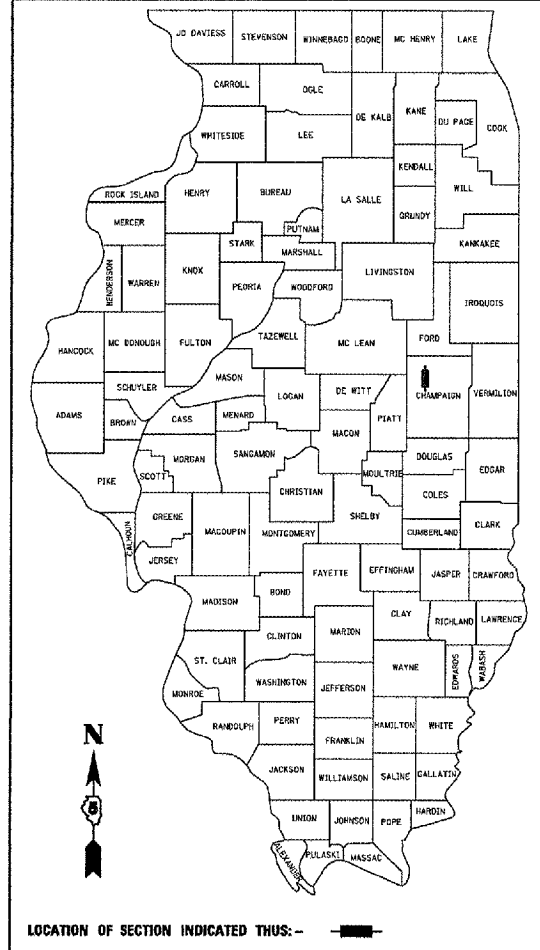 JO DAVIESS STEVENSON WINNEBAGO BOONE MC HENRY LAKE
CARROLL OGLE DE KALB KANE DU PAGE COOK
WHITESIDE LEE
KENDALL WILL
ROCK ISLAND HENRY BUREAU LA SALLE GRUNDY
MERCER PUTNAM
STARK MARSHALL KANKAKEE
HENDERSON WARREN KNOX PEORIA WOODFORD LIVINGSTON IROQUOIS
HANCOCK MC DONOUGH FULTON TAZEWELL MC LEAN FORD
MASON
SCHUYLER LOGAN DE WITT CHAMPAIGN VERMILION
ADAMS BROWN CASS MENARD PIATT
MACON
MORGAN SANGAMON DOUGLAS EDGAR
PIKE SCOTT CHRISTIAN MOULTRIE COLES
GREENE MACOUPIN SHELBY CLARK
CALHOUN MONTGOMERY CUMBERLAND
JERSEY FAYETTE EFFINGHAM JASPER CRAWFORD
MADISON BOND
CLAY RICHLAND LAWRENCE
CLINTON MARION
ST. CLAIR WAYNE EDWARDS WABASH
WASHINGTON JEFFERSON
MONROE
RANDOLPH PERRY HAMILTON WHITE
FRANKLIN
JACKSON WILLIAMSON SALINE GALLATIN
UNION JOHNSON POPE HARDIN
ALEXANDER PULASKI MASSAC
N
5
LOCATION OF SECTION INDICATED THUS:-